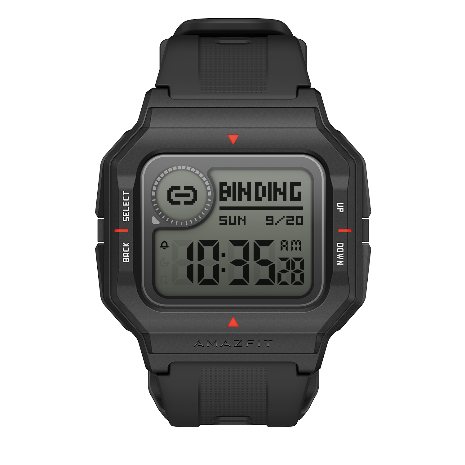 BINDING
SUN 9/20
AM
10:35 28
SELECT
BACK
UP
DOWN
AMAZFIT